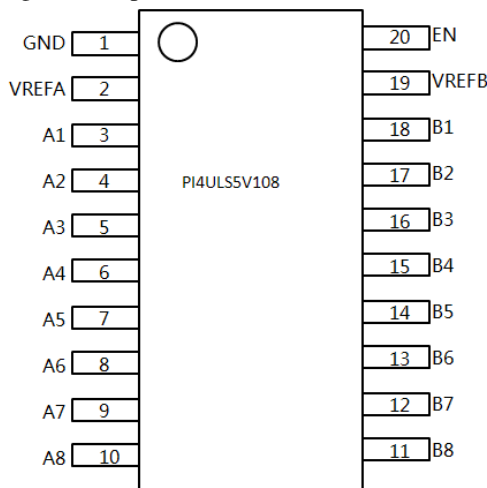 GND 1 20 EN
VREFA 2 19 VREFB
A1 3 18 B1
A2 4 PI4ULS5V108 17 B2
A3 5 16 B3
A4 6 15 B4
A5 7 14 B5
A6 8 13 B6
A7 9 12 B7
A8 10 11 B8